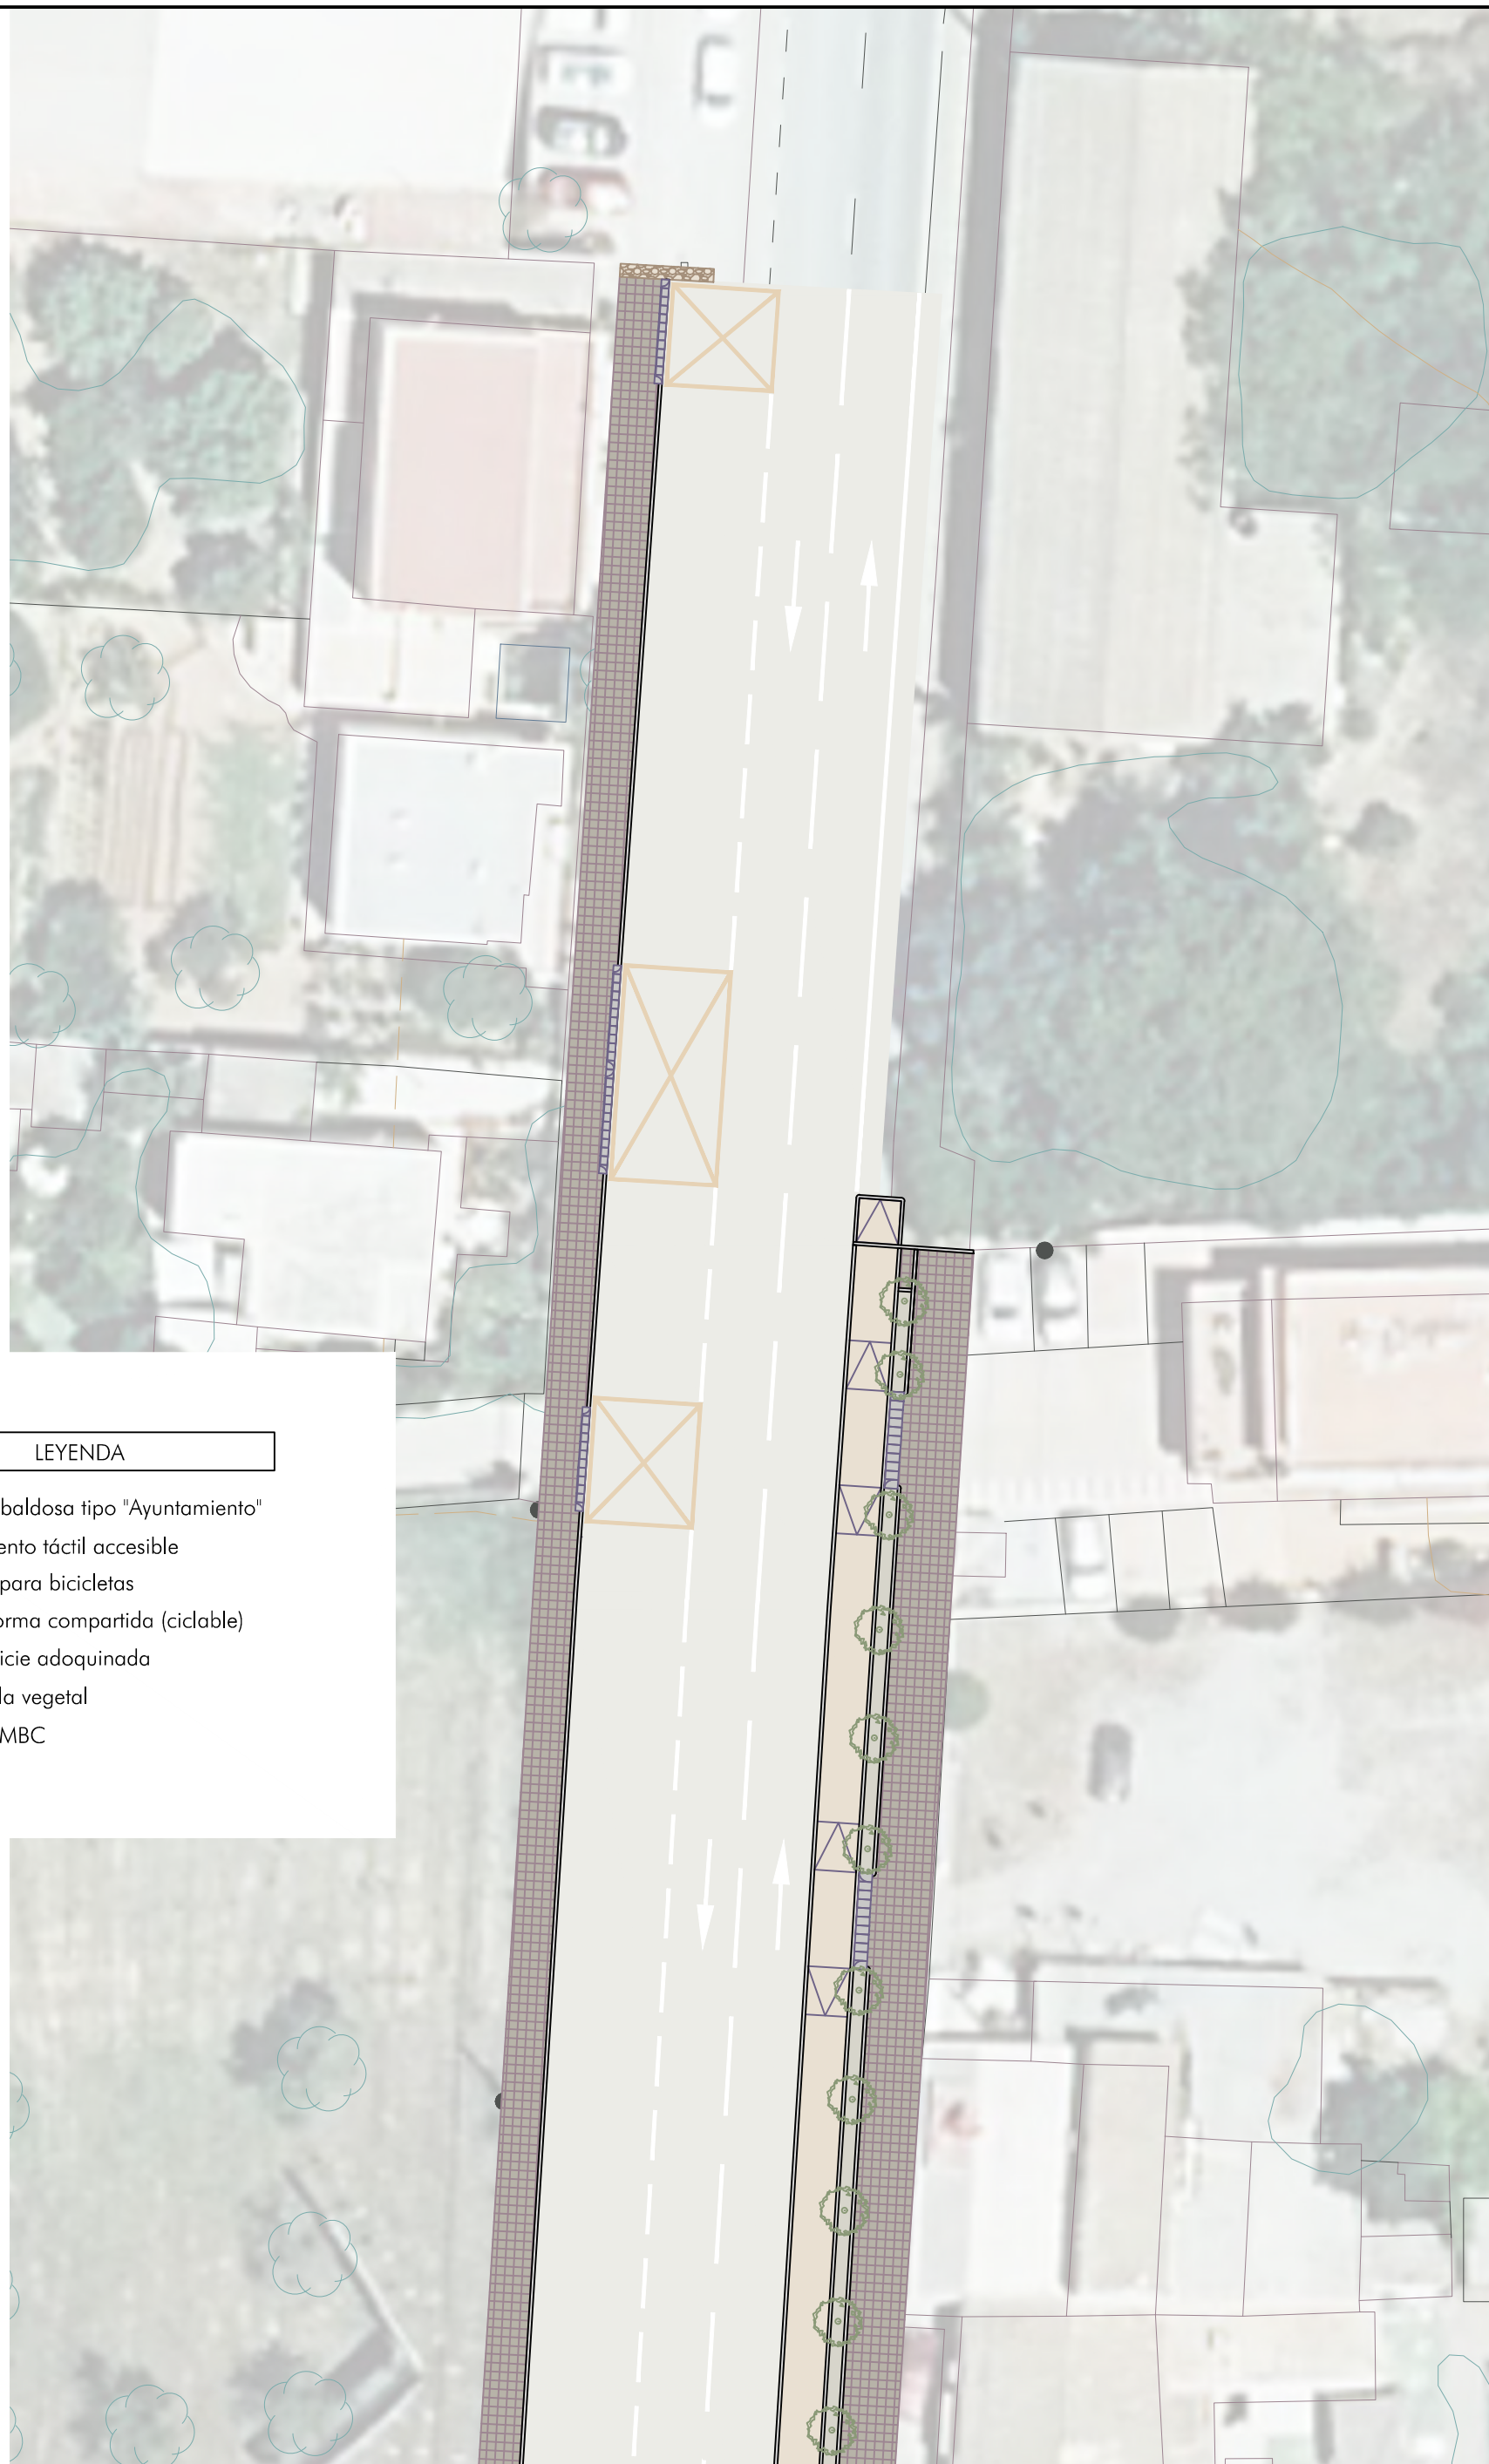 LEYENDA
baldosa tipo "Ayuntamiento"
ento táctil accesible
para bicicletas
orma compartida (ciclable)
icie adoquinada
la vegetal
MBC